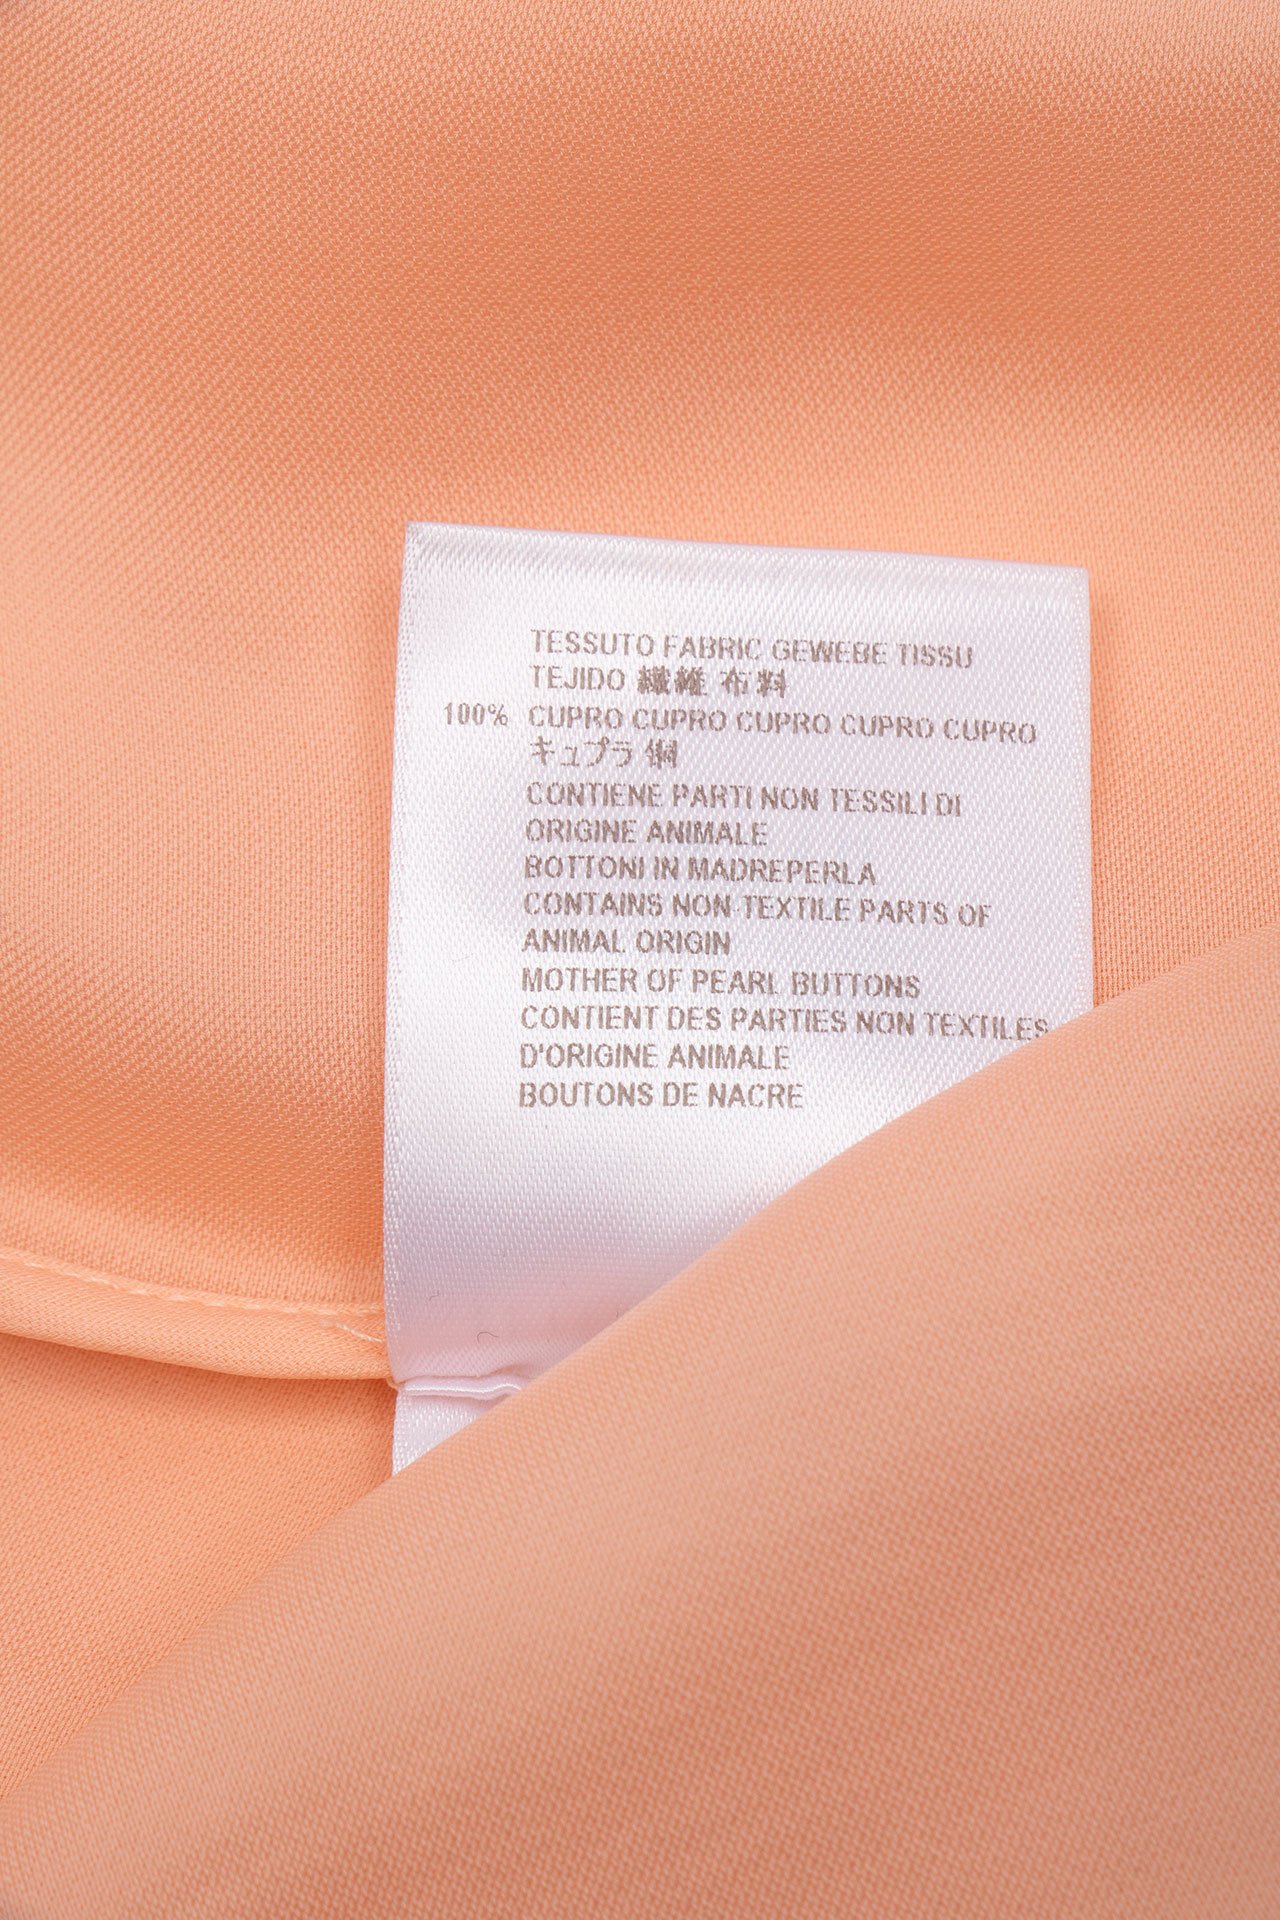 TESSUTO FABRIC GEWEBE TISSU
TEJIDO 繊維 布料
100% CUPRO CUPRO CUPRO CUPRO CUPRO
キュプラ 铜
CONTIENE PARTI NON TESSILI DI
ORIGINE ANIMALE
BOTTONI IN MADREPERLA
CONTAINS NON-TEXTILE PARTS OF
ANIMAL ORIGIN
MOTHER OF PEARL BUTTONS
CONTIENT DES PARTIES NON TEXTILES
D'ORIGINE ANIMALE
BOUTONS DE NACRE